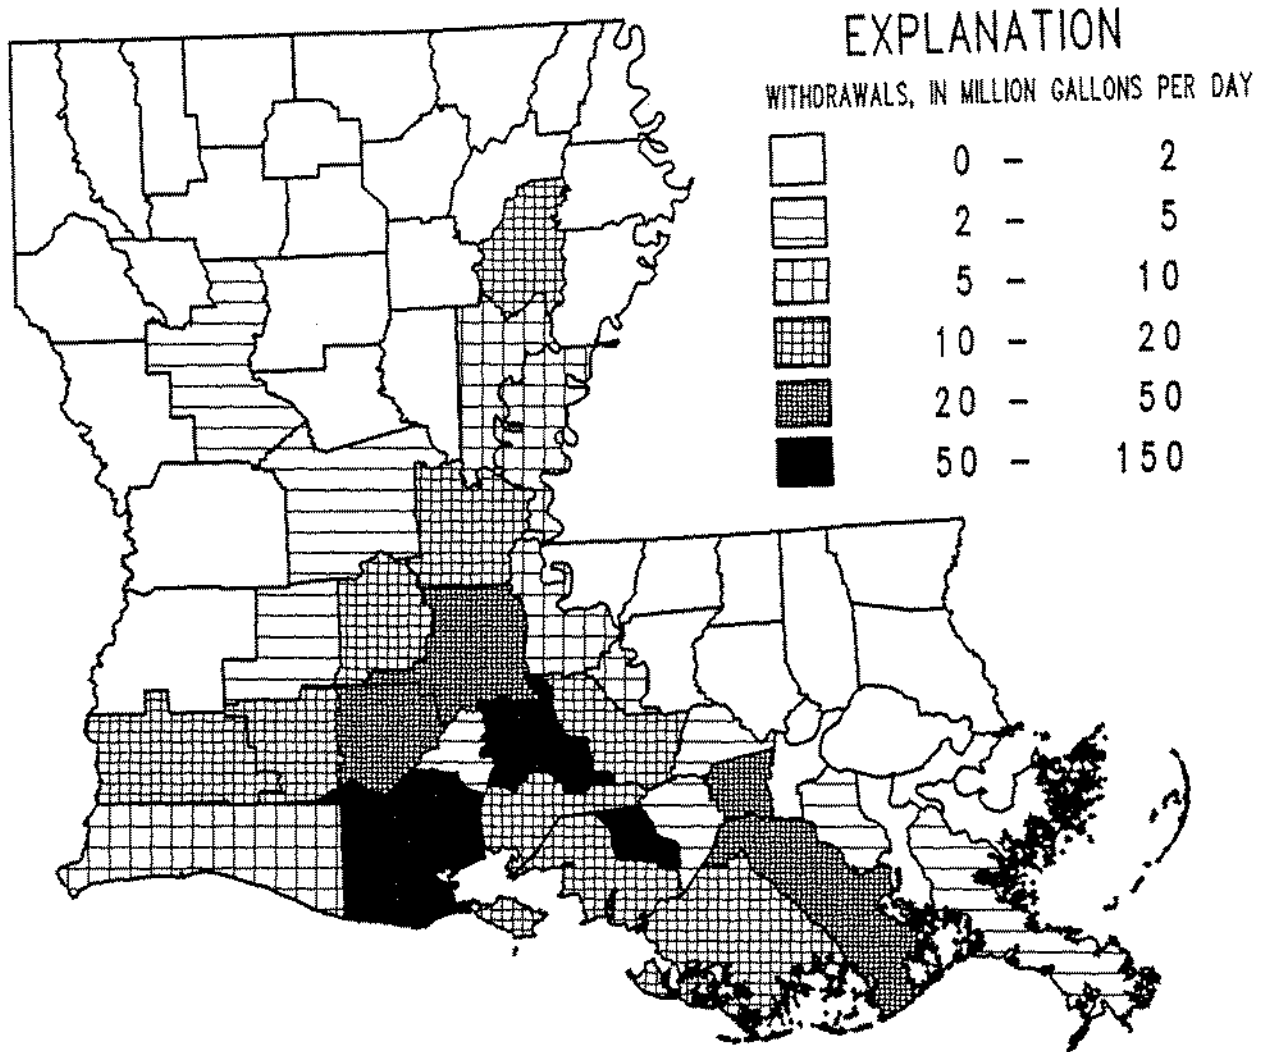 EXPLANATION
WITHDRAWALS, IN MILLION GALLONS PER DAY
0 - 2
2 - 5
5 - 10
10 - 20
20 - 50
50 - 150